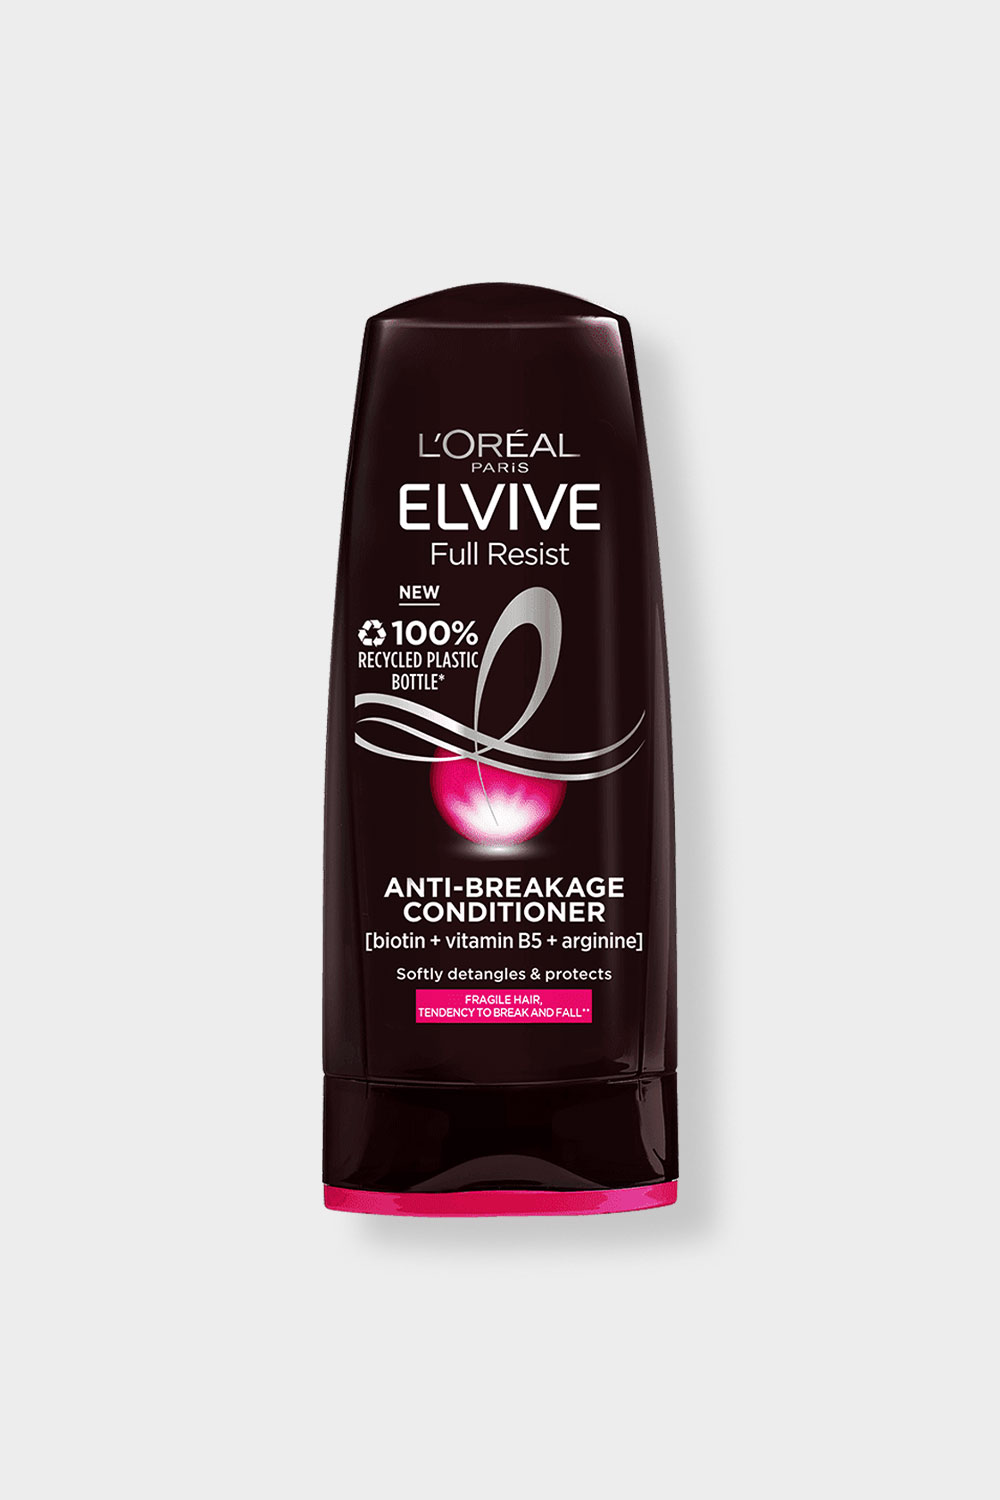 L'ORÉAL
PARiS
ELVIVE
Full Resist
NEW
100%
RECYCLED PLASTIC
BOTTLE*
ANTI-BREAKAGE
CONDITIONER
[biotin + vitamin B5 + arginine]
Softly detangles & protects
FRAGILE HAIR,
TENDENCY TO BREAK AND FALL**